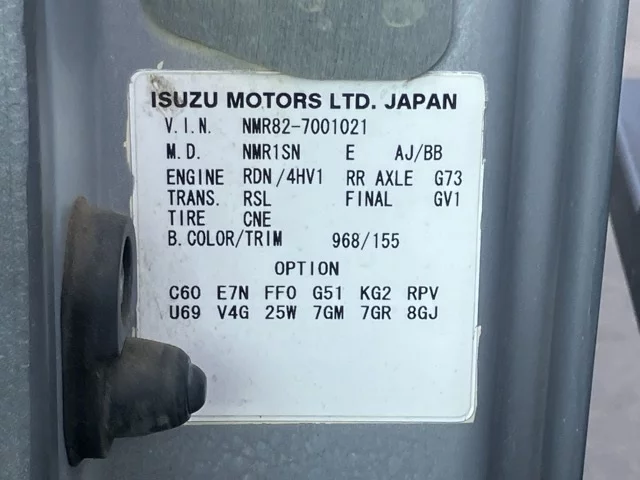 ISUZU MOTORS LTD. JAPAN
V.I.N. NMR82-7001021
M.D. NMR1SN E AJ/BB
ENGINE RDN/4HV1 RR AXLE G73
TRANS. RSL FINAL GV1
TIRE CNE
B.COLOR/TRIM 968/155
OPTION
C60 E7N FF0 G51 KG2 RPV
U69 V4G 25W 7GM 7GR 8GJ